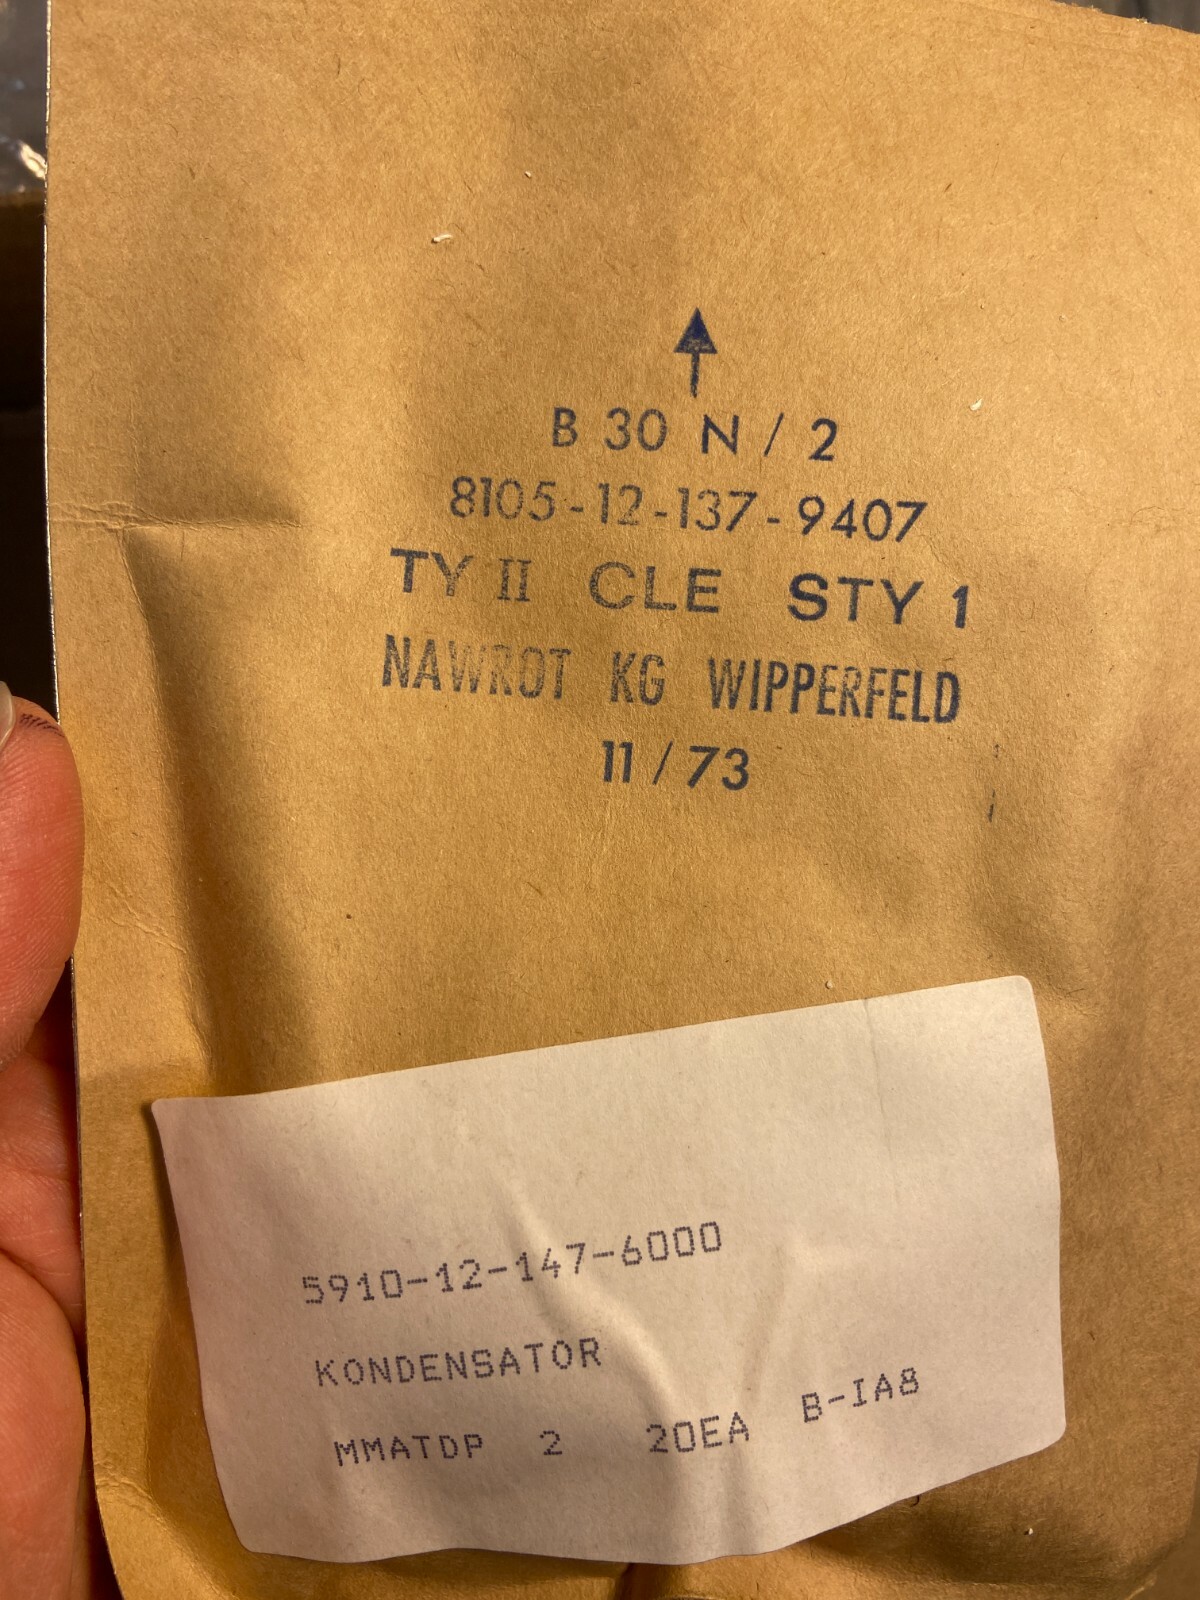 B 30 N / 2
8105-12-137-9407
TY II CLE STY 1
NAWROT KG WIPPERFELD
11 / 73
5910-12-147-6000
KONDENSATOR
MMATDP 2 20EA B-IA8